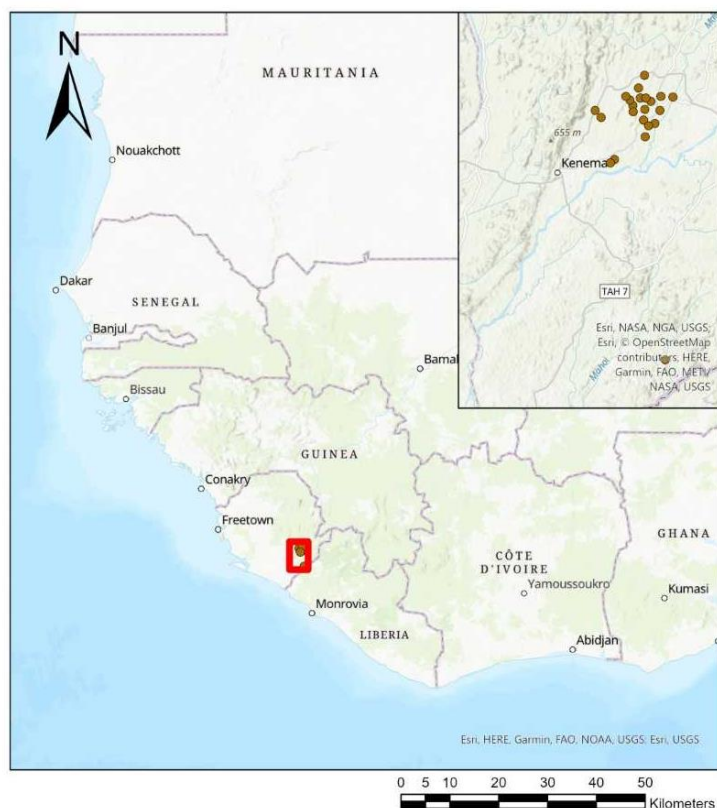 N
MAURITANIA
Nouakchott
Dakar
SENEGAL
Banjul
Bissau
Bamal
GUINEA
Conakry
Freetown
CÔTE
D'IVOIRE
GHANA
Yamoussoukro
Kumasi
Monrovia
LIBERIA
Abidjan
655 m
Kenema
TAH 7
Esri, NASA, NGA, USGS,
Esri, © OpenStreetMap
contributors, HERE,
Garmin, FAO, METI/
NASA, USGS
Esri, HERE, Garmin, FAO, NOAA, USGS, Esri, USGS
0 5 10 20 30 40 50
Kilometers